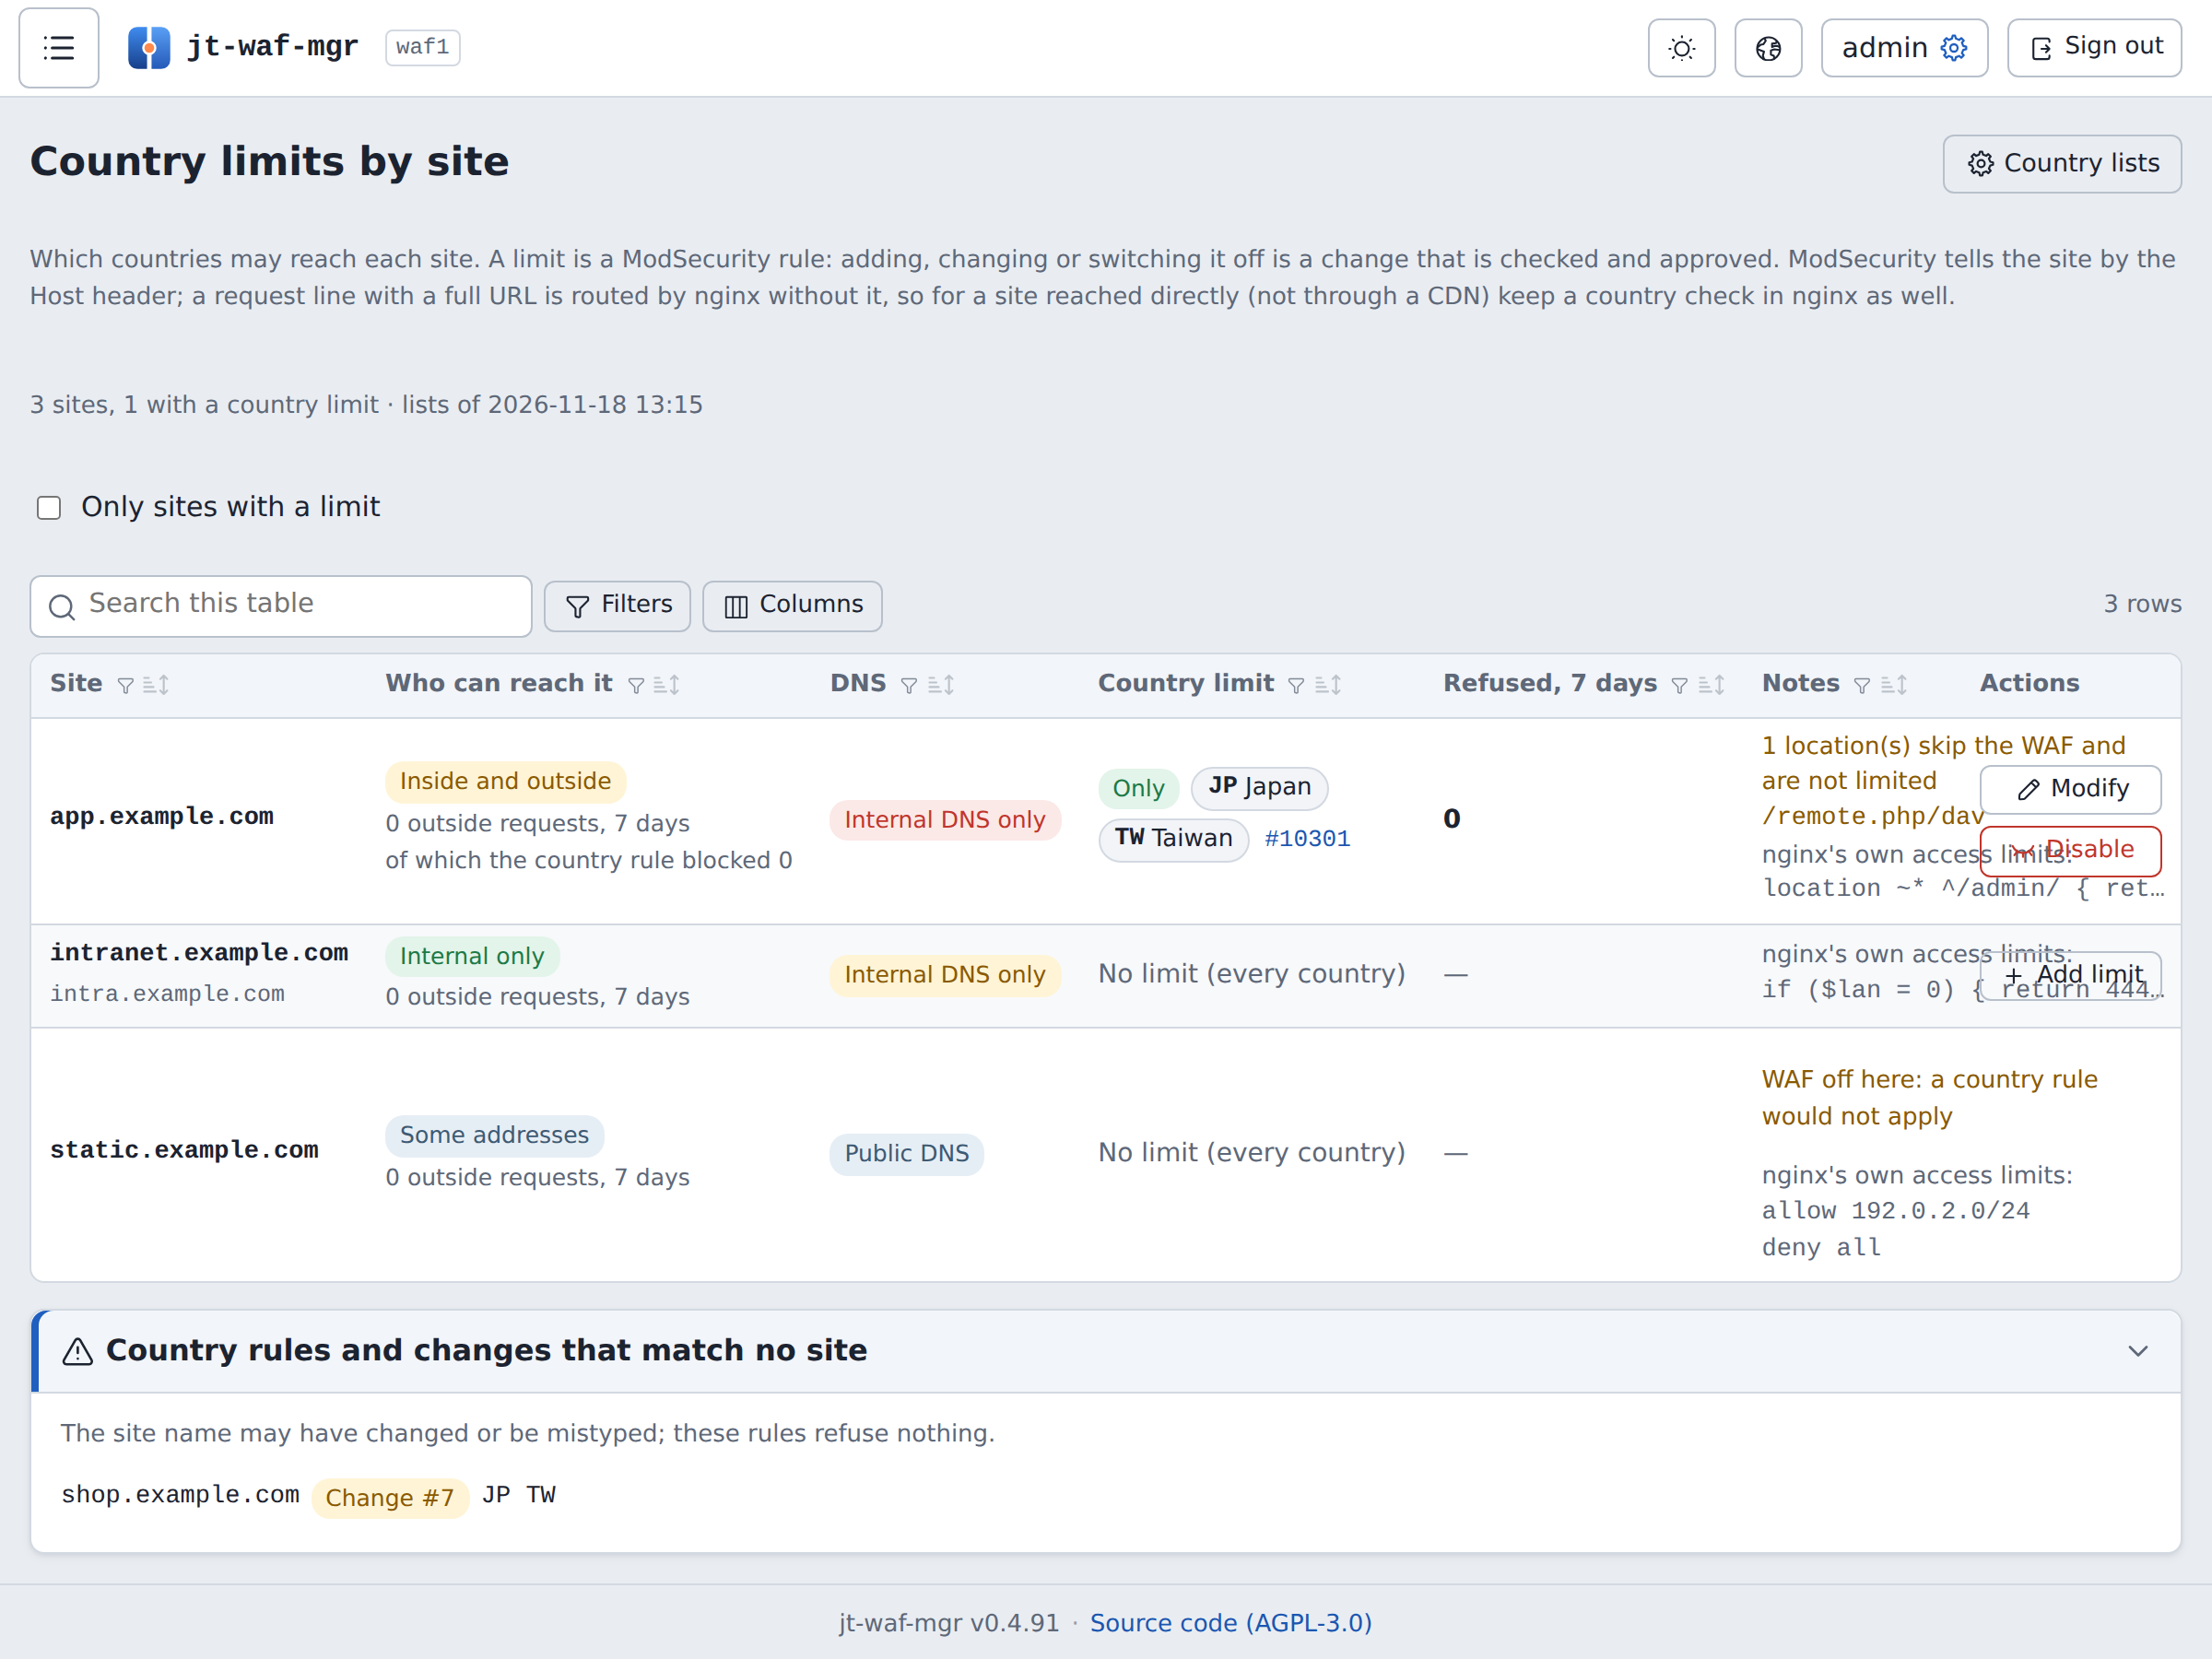 jt-waf-mgr waf1 admin Sign out
Country limits by site
Country lists
Which countries may reach each site. A limit is a ModSecurity rule: adding, changing or switching it off is a change that is checked and approved. ModSecurity tells the site by the
Host header; a request line with a full URL is routed by nginx without it, so for a site reached directly (not through a CDN) keep a country check in nginx as well.
3 sites, 1 with a country limit · lists of 2026-11-18 13:15
Only sites with a limit
Search this table Filters Columns 3 rows
Site Who can reach it DNS Country limit Refused, 7 days Notes Actions
app.example.com
Inside and outside
0 outside requests, 7 days
of which the country rule blocked 0
Internal DNS only
Only JP Japan
TW Taiwan #10301
0
1 location(s) skip the WAF and
are not limited
/remote.php/dav
nginx's own access limits:
location ~* ^/admin/ { ret…
Modify
Disable
intranet.example.com
intra.example.com
Internal only
0 outside requests, 7 days
Internal DNS only
No limit (every country)
—
nginx's own access limits:
if ($lan = 0) { return 444…
Add limit
static.example.com
Some addresses
0 outside requests, 7 days
Public DNS
No limit (every country)
—
WAF off here: a country rule
would not apply
nginx's own access limits:
allow 192.0.2.0/24
deny all
Country rules and changes that match no site
The site name may have changed or be mistyped; these rules refuse nothing.
shop.example.com Change #7 JP TW
jt-waf-mgr v0.4.91 · Source code (AGPL-3.0)